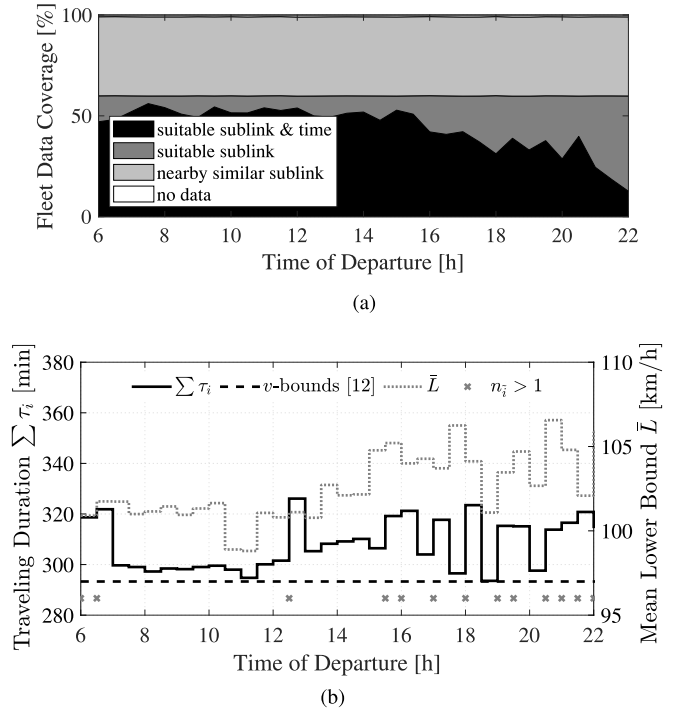 Fleet Data Coverage [%]
100
50
0
suitable sublink & time
suitable sublink
nearby similar sublink
no data
6 8 10 12 14 16 18 20 22
Time of Departure [h]
(a)
Traveling Duration ∑ τᵢ [min]
380
360
340
320
300
280
∑ τᵢ v-bounds [12] L̄ n_ĩ > 1
110
105
100
95
Mean Lower Bound L̄ [km/h]
6 8 10 12 14 16 18 20 22
Time of Departure [h]
(b)